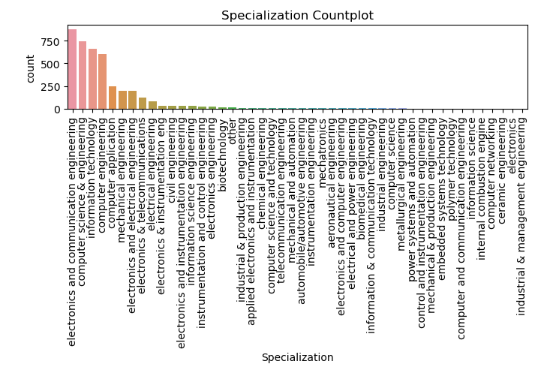 Specialization Countplot
count
750
500
250
0
electronics and communication engineering
computer science & engineering
information technology
computer engineering
computer application
mechanical engineering
electronics and electrical engineering
electronics & telecommunications
electrical engineering
electronics & instrumentation eng
civil engineering
electronics and instrumentation engineering
information science engineering
instrumentation and control engineering
electronics engineering
biotechnology
other
industrial & production engineering
applied electronics and instrumentation
chemical engineering
computer science and technology
telecommunication engineering
mechanical and automation
automobile/automotive engineering
instrumentation engineering
mechatronics
aeronautical engineering
electronics and computer engineering
electrical and power engineering
biomedical engineering
information & communication technology
industrial engineering
computer science
metallurgical engineering
power systems and automation
control and instrumentation engineering
mechanical & production engineering
embedded systems technology
polymer technology
computer and communication engineering
information science
internal combustion engine
computer networking
ceramic engineering
electronics
industrial & management engineering
Specialization